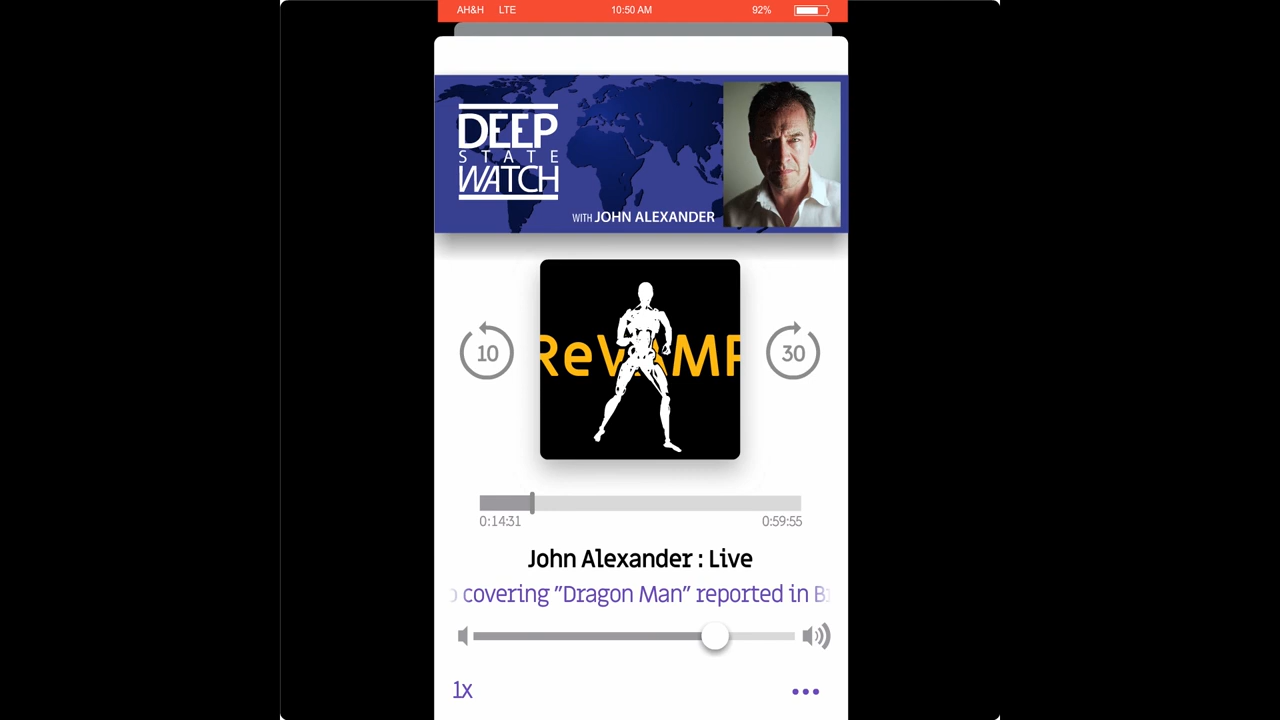 AH&H LTE 10:50 AM 92%
DEEP
STATE
WATCH
WITH JOHN ALEXANDER
10
ReVAMP
30
0:14:31 0:59:55
John Alexander : Live
covering "Dragon Man" reported in
1x